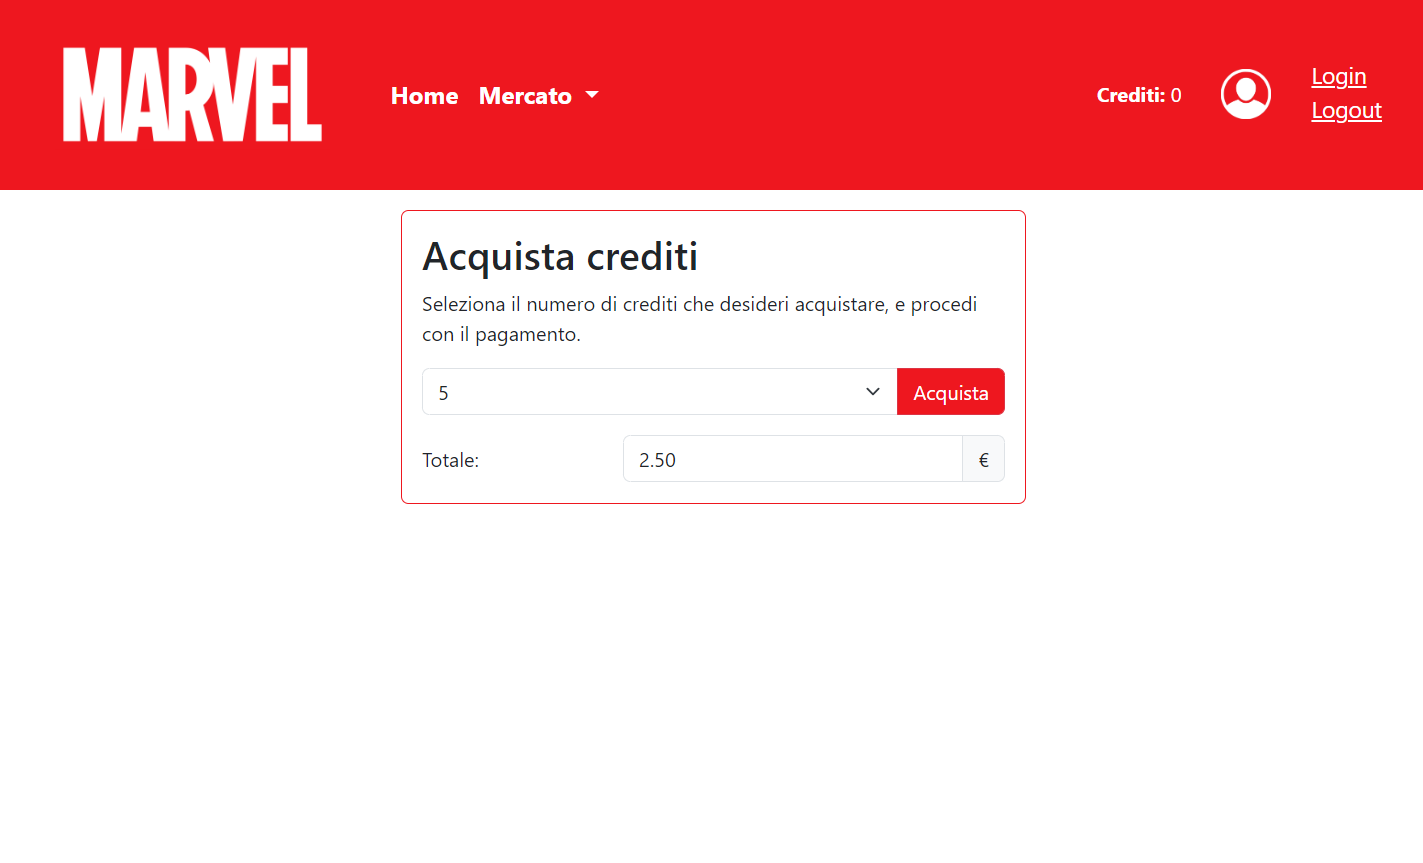 MARVEL
Home
Mercato
Crediti: 0
Login
Logout
Acquista crediti
Seleziona il numero di crediti che desideri acquistare, e procedi
con il pagamento.
5
Acquista
Totale:
2.50
€